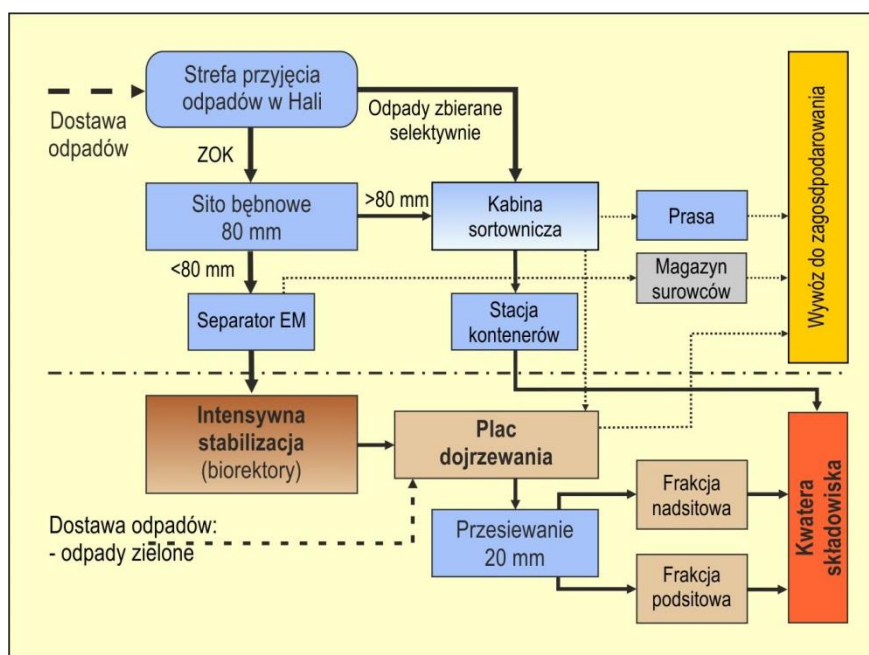 Strefa przyjęcia
odpadów w Hali
Dostawa
odpadów
Odpady zbierane
selektywnie
ZOK
Sito bębnowe
80 mm
>80 mm
Kabina
sortownicza
Prasa
Wywóz do zagosdpodarowania
<80 mm
Magazyn
surowców
Separator EM
Stacja
kontenerów
Intensywna
stabilizacja
(biorektory)
Plac
dojrzewania
Dostawa odpadów:
- odpady zielone
Przesiewanie
20 mm
Frakcja
nadsitowa
Frakcja
podsitowa
Kwatera
składowiska